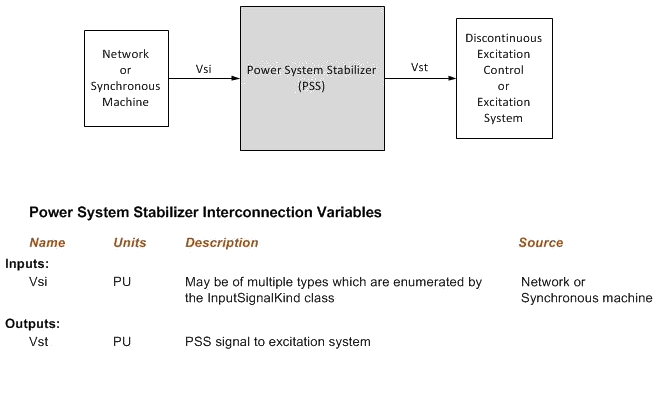 Network
or
Synchronous
Machine
Vsi
Power System Stabilizer
(PSS)
Vst
Discontinuous
Excitation
Control
or
Excitation
System
Power System Stabilizer Interconnection Variables
Name Units Description Source
Inputs:
Vsi PU May be of multiple types which are enumerated by Network or
the InputSignalKind class Synchronous machine
Outputs:
Vst PU PSS signal to excitation system